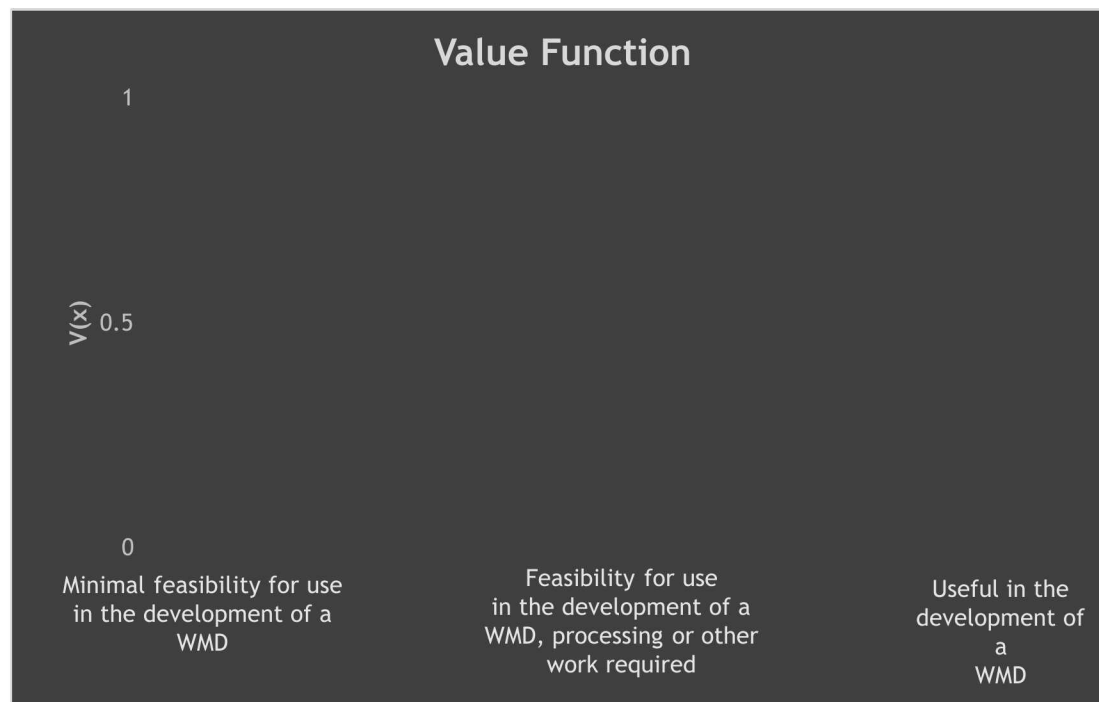 Value Function
1
V(x)
0.5
0
Minimal feasibility for use
in the development of a
WMD
Feasibility for use
in the development of a
WMD, processing or other
work required
Useful in the
development of
a
WMD